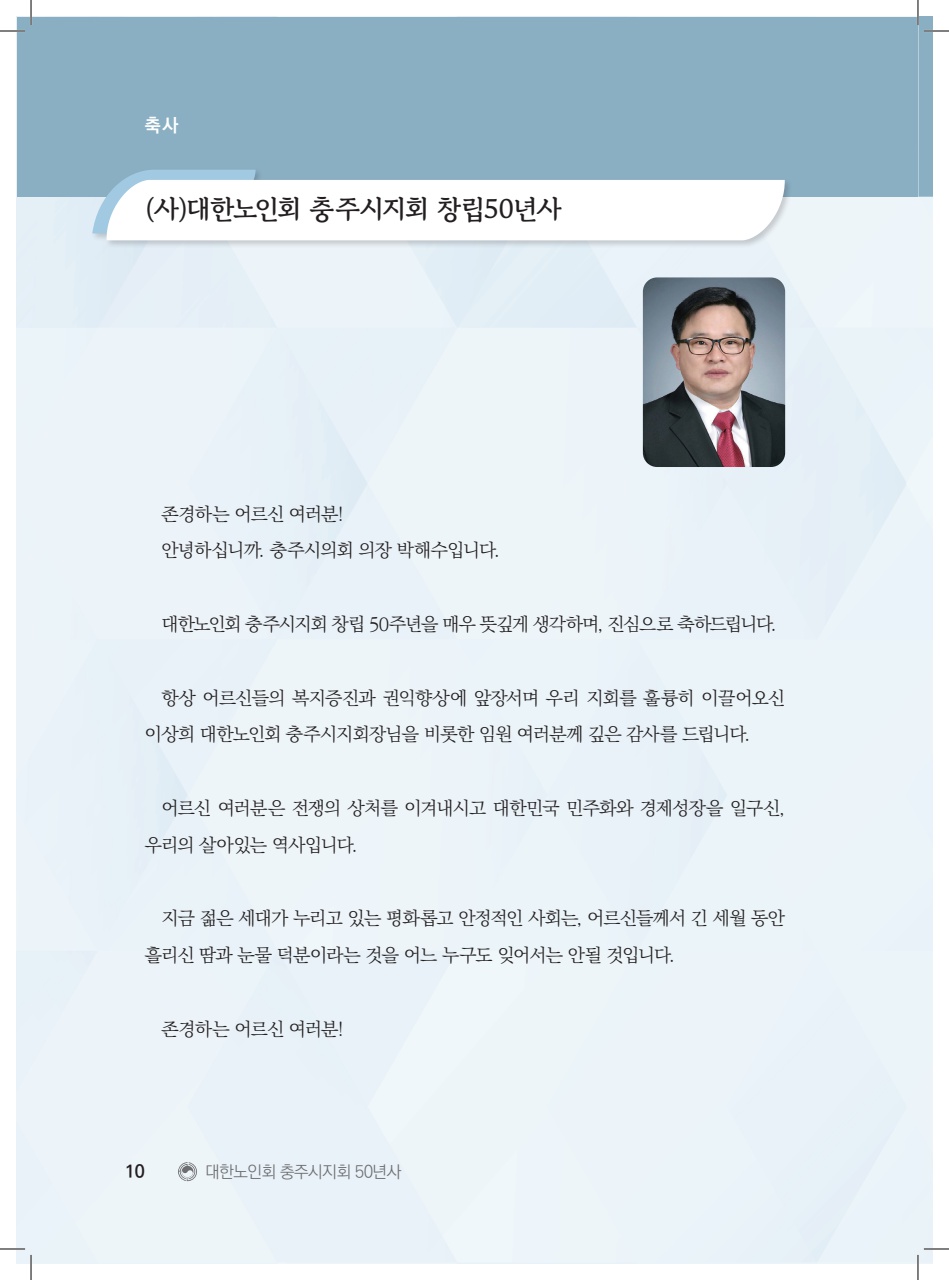 축사
(사)대한노인회 충주시지회 창립50년사
존경하는 어르신 여러분!
안녕하십니까. 충주시의회 의장 박해수입니다.
대한노인회 충주시지회 창립 50주년을 매우 뜻깊게 생각하며, 진심으로 축하드립니다.
항상 어르신들의 복지증진과 권익향상에 앞장서며 우리 지회를 훌륭히 이끌어오신
이상희 대한노인회 충주시지회장님을 비롯한 임원 여러분께 깊은 감사를 드립니다.
어르신 여러분은 전쟁의 상처를 이겨내시고 대한민국 민주화와 경제성장을 일구신,
우리의 살아있는 역사입니다.
지금 젊은 세대가 누리고 있는 평화롭고 안정적인 사회는, 어르신들께서 긴 세월 동안
흘리신 땀과 눈물 덕분이라는 것을 어느 누구도 잊어서는 안될 것입니다.
존경하는 어르신 여러분!
10 대한노인회 충주시지회 50년사